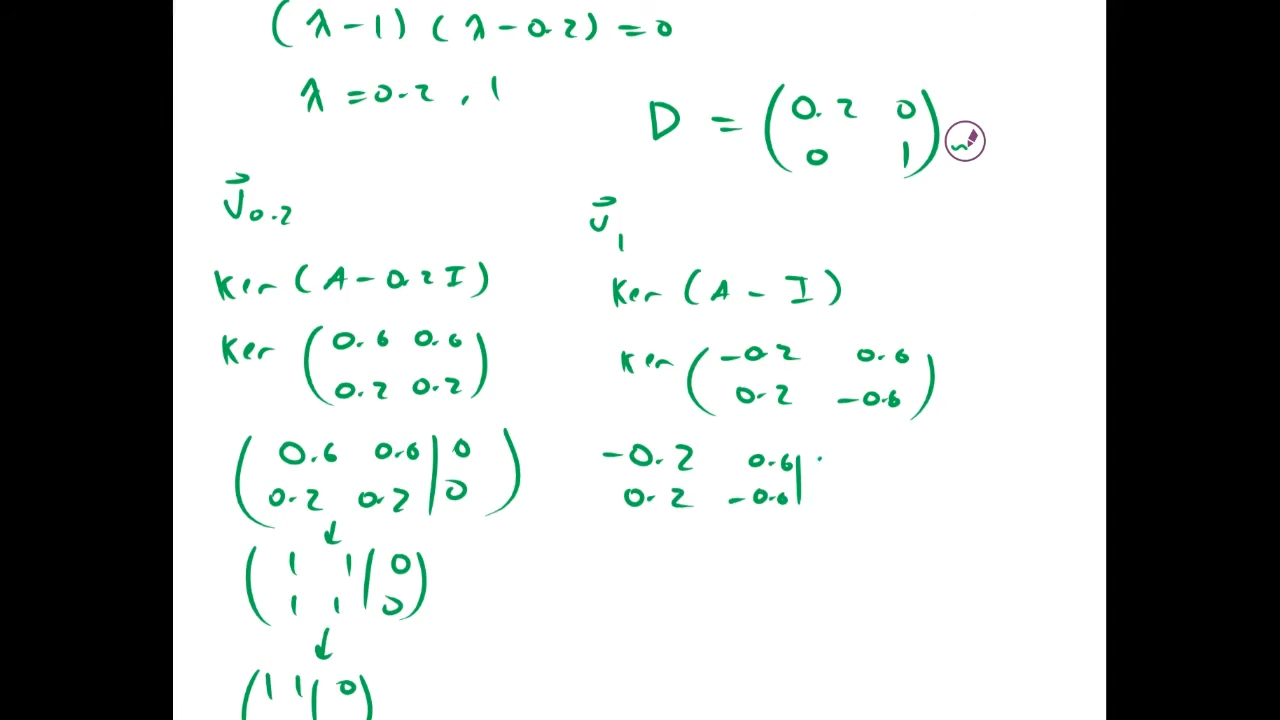 (λ-1) (λ-0.2) = 0
λ = 0.2 , 1
D = (0.2 0
0 1)
v⃗0.2
v⃗1
Ker (A - 0.2 I)
Ker (A - I)
Ker (0.6 0.6
0.2 0.2)
Ker (-0.2 0.6
0.2 -0.6)
(0.6 0.6 | 0
0.2 0.2 | 0)
-0.2 0.6 |
0.2 -0.6 |
↓
(1 1 | 0
1 1 | 0)
↓
(1 1 | 0)